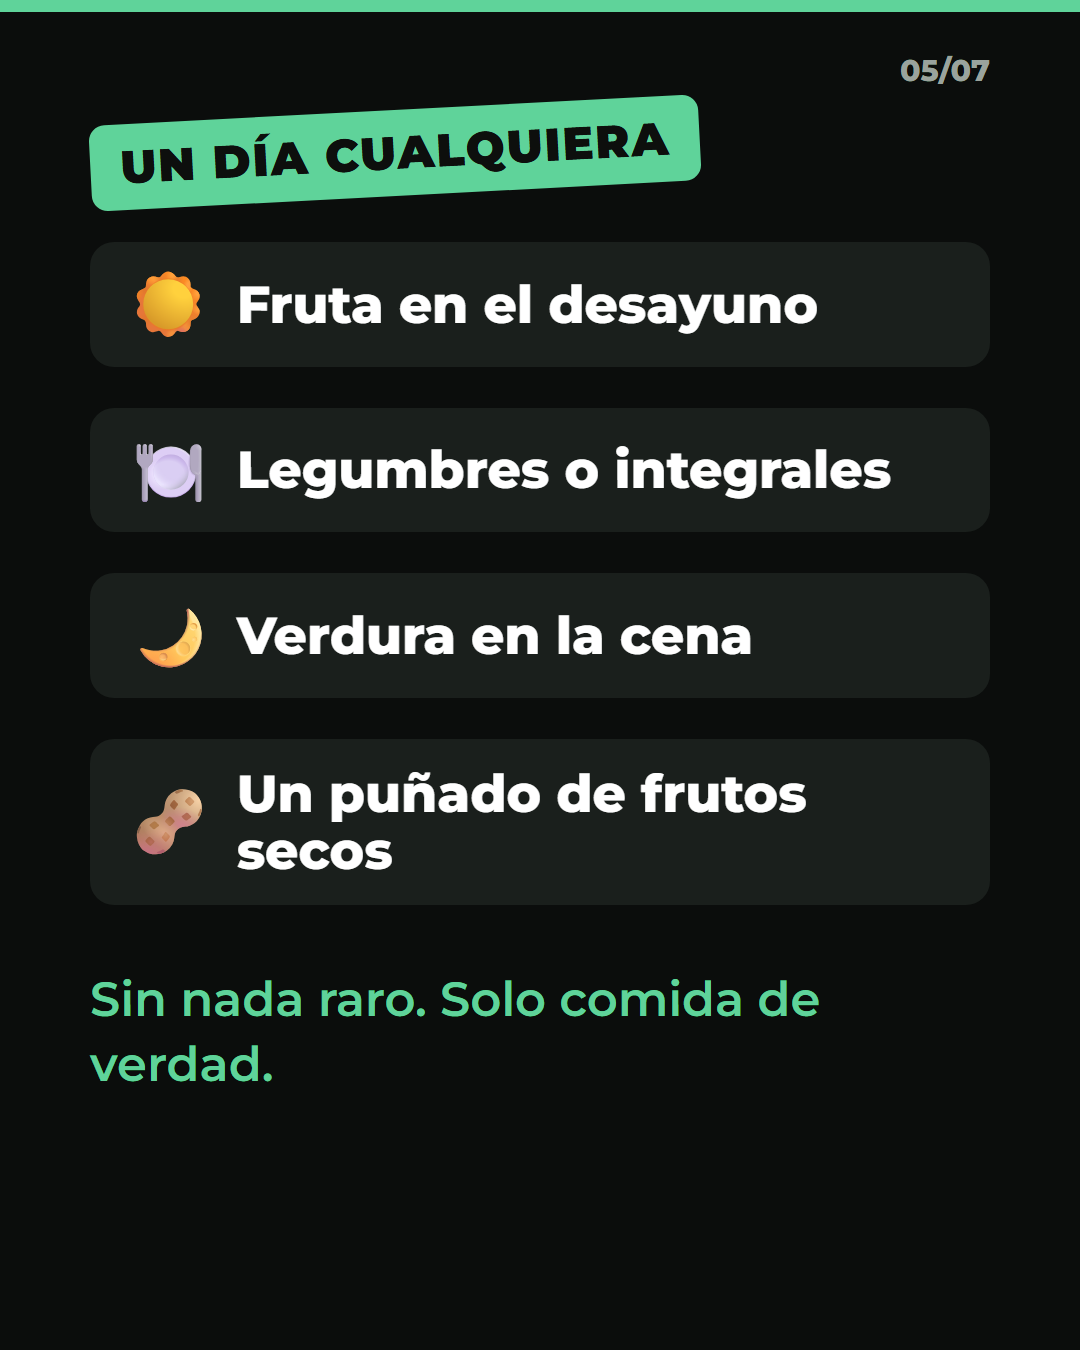 05/07
UN DÍA CUALQUIERA
Fruta en el desayuno
Legumbres o integrales
Verdura en la cena
Un puñado de frutos
secos
Sin nada raro. Solo comida de
verdad.